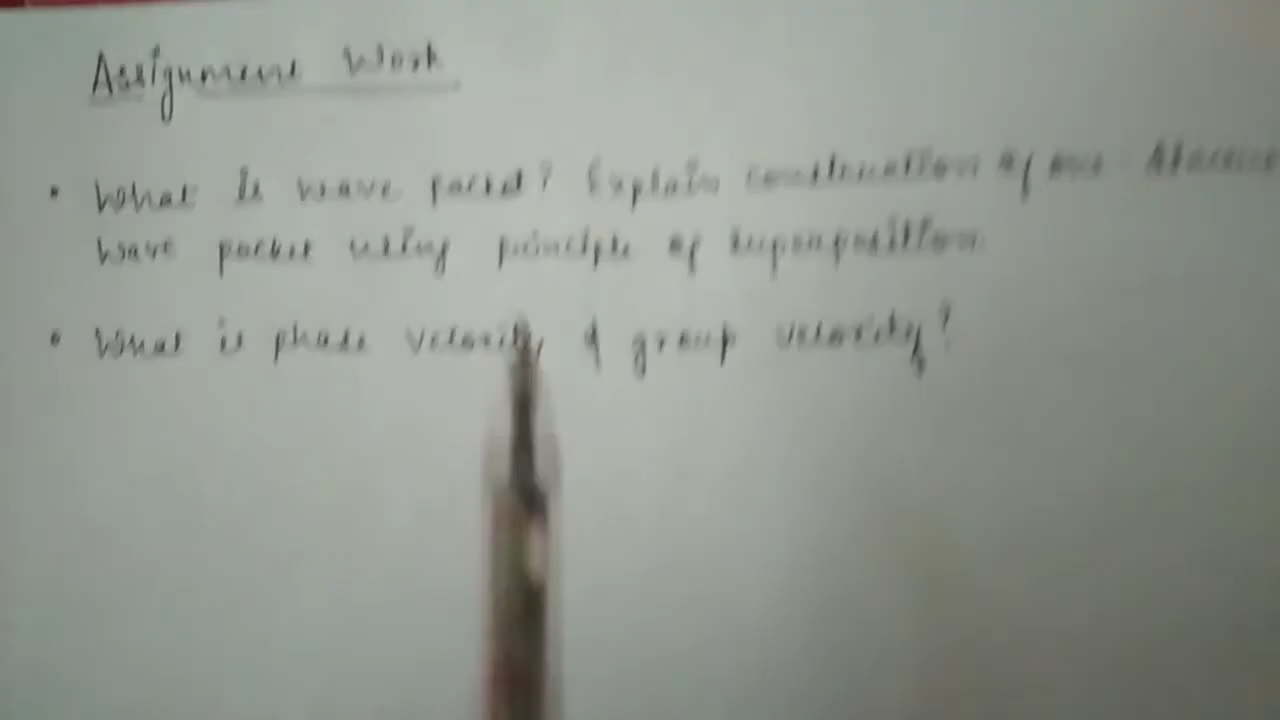 Assignment Work
• What is wave packet? Explain construction of one
wave packet using principle of superposition
• What is phase velocity & group velocity?